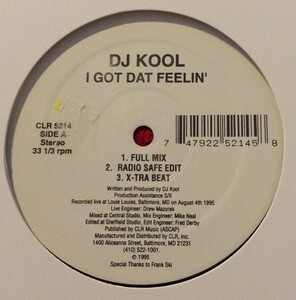 DJ KOOL
I GOT DAT FEELIN'
CLR 5214
SIDE A
Stereo
33 1/3 rpm
7 47922 52145 8
1. FULL MIX
2. RADIO SAFE EDIT
3. X-TRA BEAT
Written and Produced by DJ Kool
Production Assistance S/X
Recorded live at Louie Louies, Baltimore, MD on August 4th 1995
Live Engineer: Drew Mazurek
Mixed at Central Studio, Mix Engineer: Mike Neal
Edited at Sheffield Studio, Edit Engineer: Fred Derby
Published by CLR Music (ASCAP)
Manufactured and Distributed by CLR, Inc.
1400 Aliceanna Street, Baltimore, MD 21231
(410) 522-1001.
© 1995
Special Thanks to Frank Ski